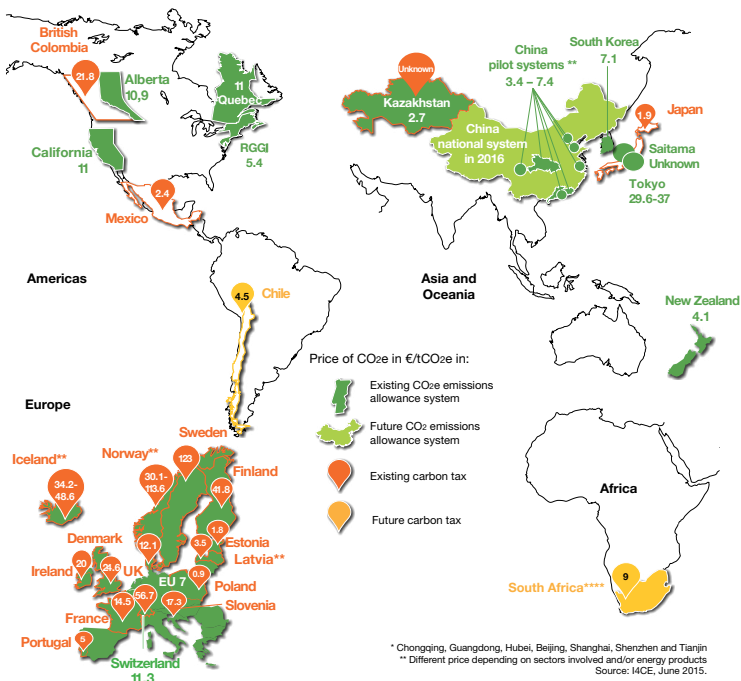 British
Colombia
21.8
Alberta
10,9
11
Quebec
California
11
RGGI
5.4
2.4
Mexico
Americas
4.5
Chile
Unknown
Kazakhstan
2.7
China
pilot systems **
3.4 – 7.4
South Korea
7.1
China
national system
in 2016
1.9
Japan
Saitama
Unknown
Tokyo
29.6-37
Asia and
Oceania
New Zealand
4.1
Price of CO2e in €/tCO2e in:
Existing CO2e emissions
allowance system
Future CO2 emissions
allowance system
Existing carbon tax
Future carbon tax
Europe
Iceland**
34.2-
48.6
Norway**
30.1-
113.6
Sweden
123
Finland
41.8
1.8
Estonia
3.5
Latvia**
Denmark
12.1
Ireland
20
24.6
UK
EU 7
0.9
Poland
Slovenia
17.3
France
14.5
56.7
Portugal
5
Switzerland
11.3
Africa
9
South Africa****
* Chongqing, Guangdong, Hubei, Beijing, Shanghai, Shenzhen and Tianjin
** Different price depending on sectors involved and/or energy products
Source: I4CE, June 2015.